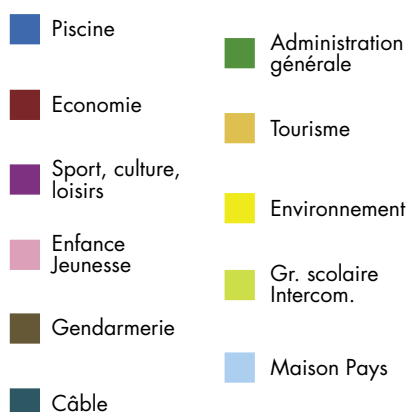 Piscine
Economie
Sport, culture,
loisirs
Enfance
Jeunesse
Gendarmerie
Câble
Administration
générale
Tourisme
Environnement
Gr. scolaire
Intercom.
Maison Pays